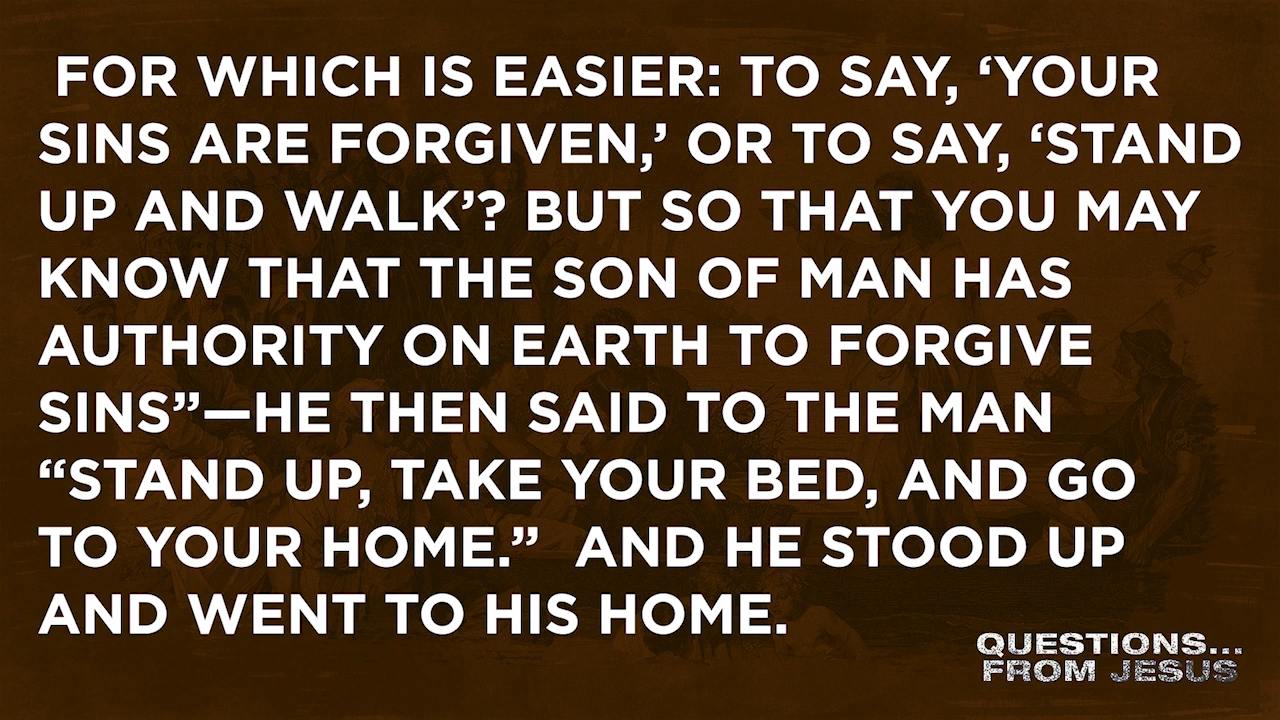 FOR WHICH IS EASIER: TO SAY, ‘YOUR
SINS ARE FORGIVEN,’ OR TO SAY, ‘STAND
UP AND WALK’? BUT SO THAT YOU MAY
KNOW THAT THE SON OF MAN HAS
AUTHORITY ON EARTH TO FORGIVE
SINS”—HE THEN SAID TO THE MAN
“STAND UP, TAKE YOUR BED, AND GO
TO YOUR HOME.” AND HE STOOD UP
AND WENT TO HIS HOME.
QUESTIONS...
FROM JESUS